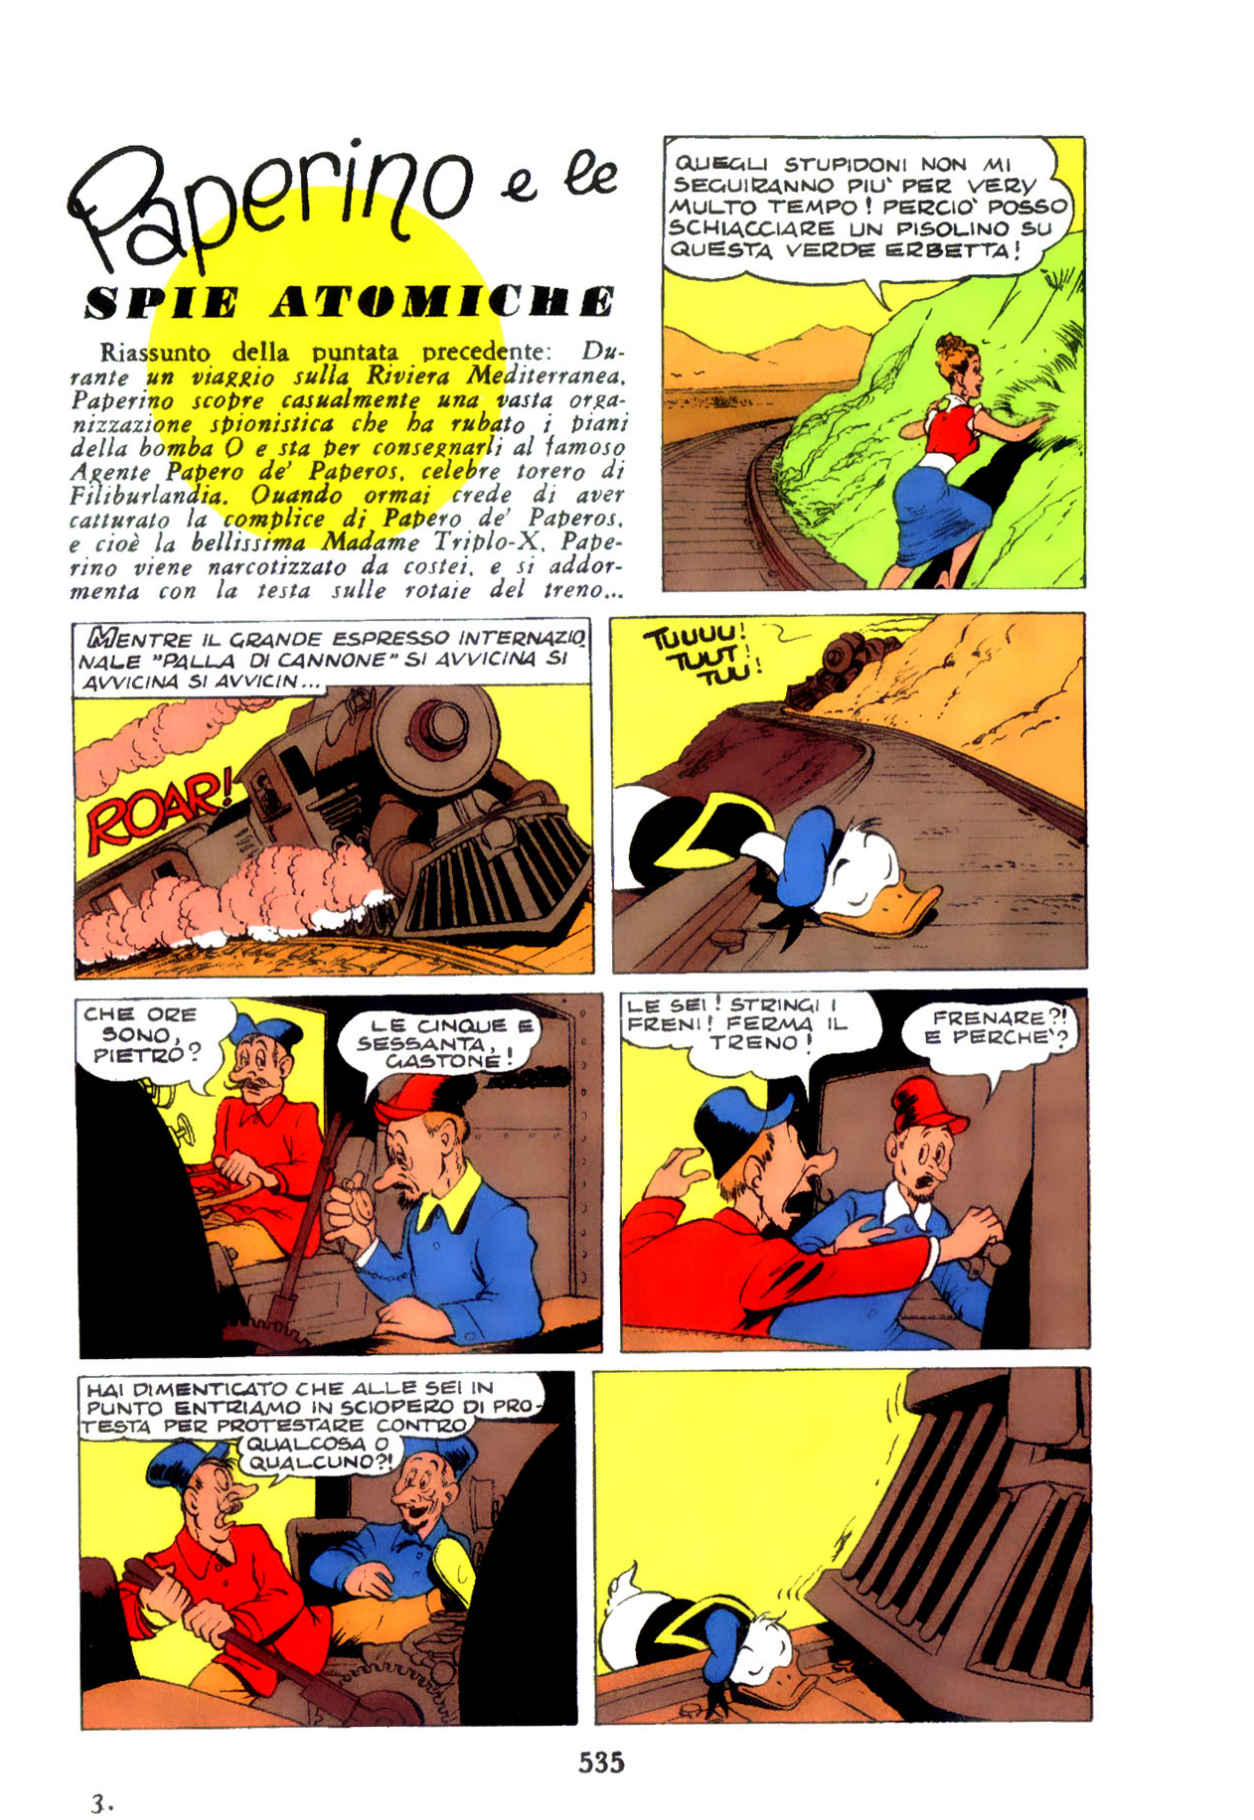 Paperino e le
SPIE ATOMICHE
Riassunto della puntata precedente: Du-
rante un viaggio sulla Riviera Mediterranea,
Paperino scopre casualmente una vasta orga-
nizzazione spionistica che ha rubato i piani
della bomba O e sta per consegnarli al famoso
Agente Papero de' Paperos, celebre torero di
Filiburlandia. Quando ormai crede di aver
catturato la complice di Papero de' Paperos,
e cioè la bellissima Madame Triplo-X, Pape-
rino viene narcotizzato da costei, e si addor-
menta con la testa sulle rotaie del treno...
QUEGLI STUPIDONI NON MI
SEGUIRANNO PIU' PER VERY
MULTO TEMPO! PERCIO' POSSO
SCHIACCIARE UN PISOLINO SU
QUESTA VERDE ERBETTA!
MENTRE IL GRANDE ESPRESSO INTERNAZIO
NALE "PALLA DI CANNONE" SI AVVICINA SI
AVVICINA SI AVVICIN...
ROAR!
TUUUU!
TUUT!
TUU!
CHE ORE
SONO,
PIETRO?
LE CINQUE E
SESSANTA,
GASTONE!
LE SEI! STRINGI I
FRENI! FERMA IL
TRENO!
FRENARE?!
E PERCHE'?
HAI DIMENTICATO CHE ALLE SEI IN
PUNTO ENTRIAMO IN SCIOPERO DI PRO-
TESTA PER PROTESTARE CONTRO
QUALCOSA O
QUALCUNO?!
535
3.